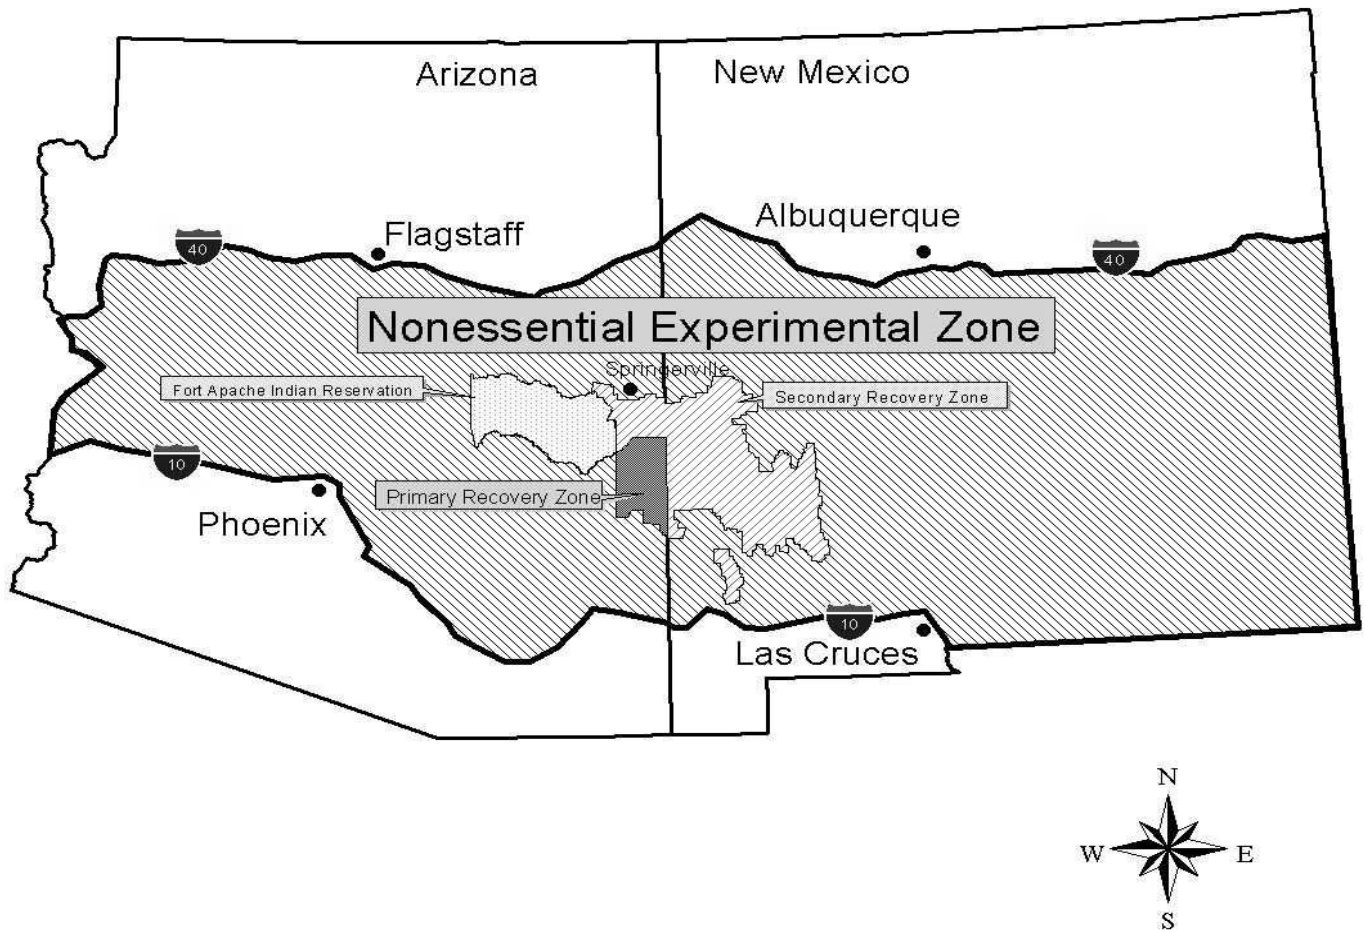 Arizona
New Mexico
Albuquerque
Flagstaff
40
40
Nonessential Experimental Zone
Springerville
Fort Apache Indian Reservation
Secondary Recovery Zone
10
Primary Recovery Zone
Phoenix
10
Las Cruces
N
W
E
S